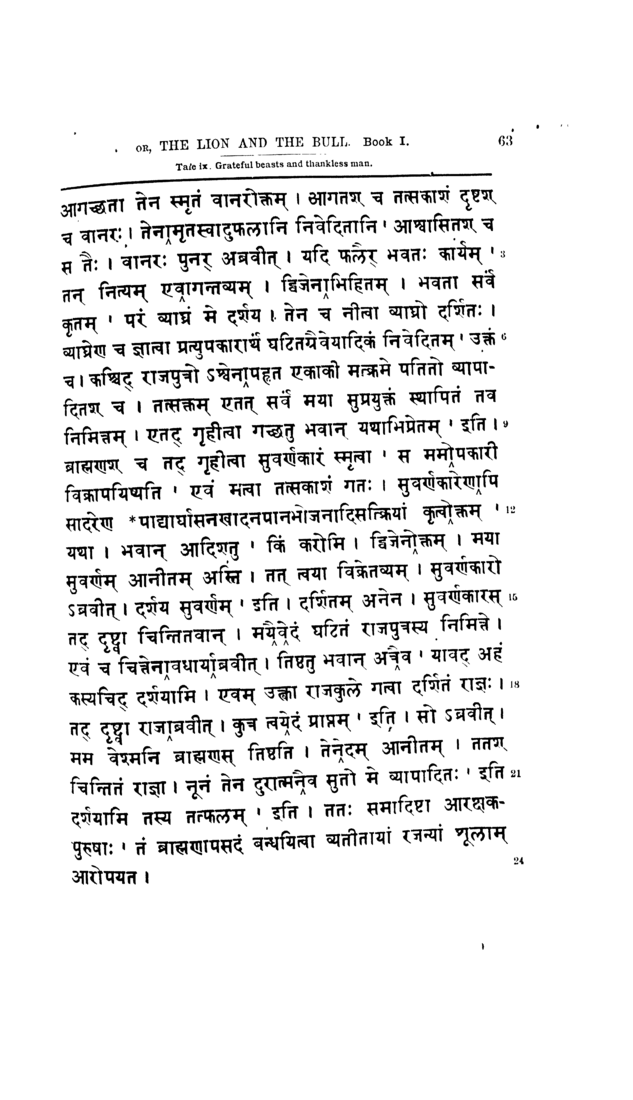 OR, THE LION AND THE BULL. Book I. 63
Tale ix. Grateful beasts and thankless man.
आगच्छता तेन स्मृतं वानरोक्तम् । आगतश् च तत्सकाशं दृष्टश्
च वानरः । तेनामृतस्वादुफलानि निवेदितानि ' आश्वासितश् च
स तैः । वानरः पुनर् अब्रवीत् । यदि फलैर् भवतः कार्यम् ' 3
तन् नित्यम् एवागन्तव्यम् । द्विजेनाभिहितम् । भवता सर्वं
कृतम् ' परं व्याघ्रं मे दर्शय । तेन च नीत्वा व्याघ्रो दर्शितः ।
व्याघ्रेण च ज्ञात्वा प्रत्युपकारार्थं घटितग्रैवेयादिकं निवेदितम् ' उक्तं 6
च । कश्चिद् राजपुत्रो ऽश्वेनापहृत एकाकी मत्क्रमे पतितो व्यापा-
दितश् च । तत्सक्तम् एतत् सर्वं मया सुप्रयुक्तं स्थापितं तव
निमित्तम् । एतद् गृहीत्वा गच्छतु भवान् यथाभिप्रेतम् ' इति । 9
ब्राह्मणश् च तद् गृहीत्वा सुवर्णकारं स्मृत्वा ' स ममोपकारी
विक्रापयिष्यति ' एवं मत्वा तत्सकाशं गतः । सुवर्णकारेणापि
सादरेण *पाद्यार्घासनखादनपानभोजनादिसत्क्रियां कृत्वोक्तम् ' 12
यथा । भवान् आदिशतु ' किं करोमि । द्विजेनोक्तम् । मया
सुवर्णम् आनीतम् अस्ति । तत् त्वया विक्रेतव्यम् । सुवर्णकारो
ऽब्रवीत् । दर्शय सुवर्णम् ' इति । दर्शितम् अनेन । सुवर्णकारस् 15
तद् दृष्ट्वा चिन्तितवान् । मयैवेदं घटितं राजपुत्रस्य निमित्ते ।
एवं च चित्तेनावधार्याब्रवीत् । तिष्ठतु भवान् अत्रैव ' यावद् अहं
कस्यचिद् दर्शयामि । एवम् उक्त्वा राजकुले गत्वा दर्शितं राज्ञः । 18
तद् दृष्ट्वा राजाब्रवीत् । कुत्र त्वयेदं प्राप्तम् ' इति । सो ऽब्रवीत् ।
मम वेश्मनि ब्राह्मणस् तिष्ठति । तेनेदम् आनीतम् । ततश्
चिन्तितं राज्ञा । नूनं तेन दुरात्मनैव सुतो मे व्यापादितः ' इति 21
दर्शयामि तस्य तत्फलम् ' इति । ततः समादिष्टा आरक्षक-
पुरुषाः ' तं ब्राह्मणापसदं बन्धयित्वा व्यतीतायां रजन्यां शूलाम्
आरोपयत । 24